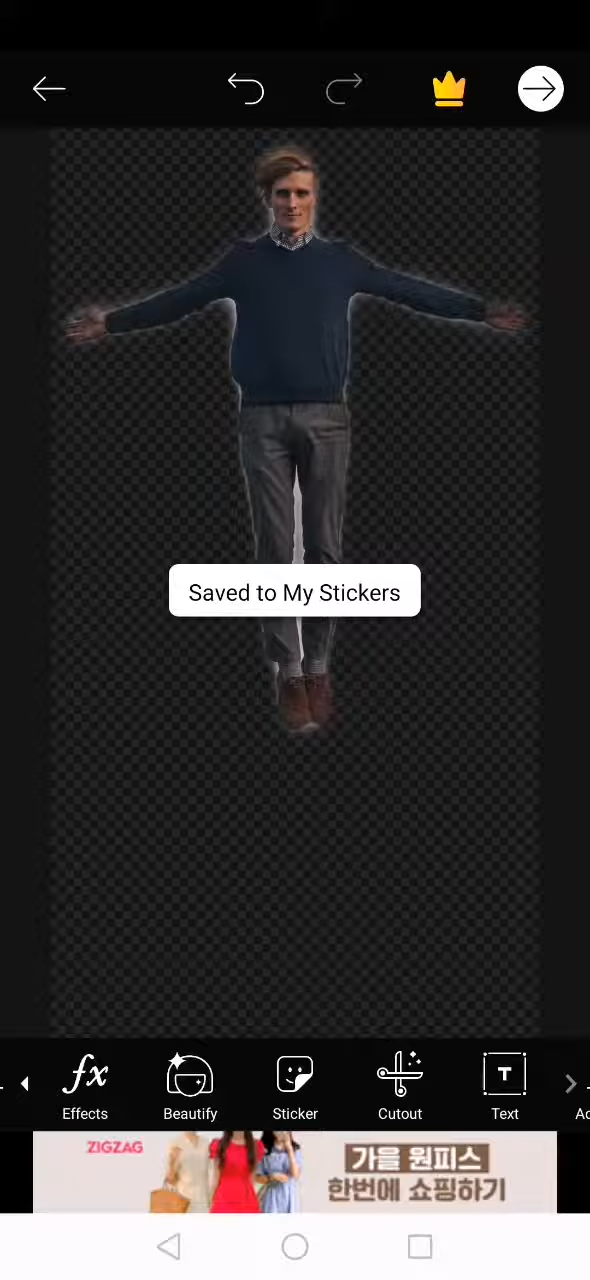 Saved to My Stickers
Effects
Beautify
Sticker
Cutout
Text
ZIGZAG
가을 원피스
한번에 쇼핑하기